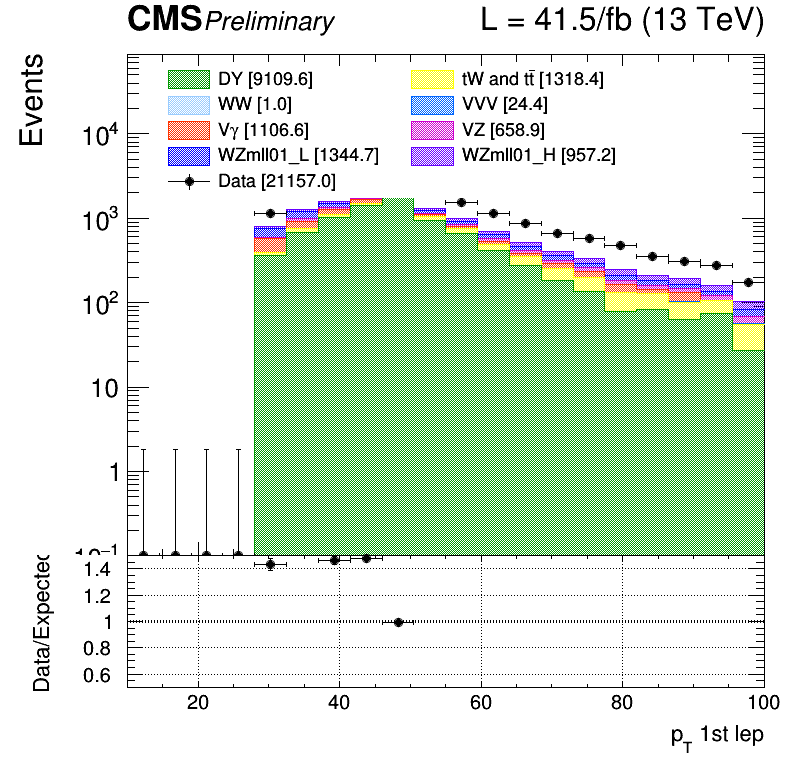 CMS Preliminary L = 41.5/fb (13 TeV)
Events
DY [9109.6] tW and tt̄ [1318.4]
WW [1.0] VVV [24.4]
Vγ [1106.6] VZ [658.9]
WZmll01_L [1344.7] WZmll01_H [957.2]
Data [21157.0]
10⁴
10³
10²
10
1
Data/Expected
1.4
1.2
1
0.8
0.6
20 40 60 80 100
p_T 1st lep